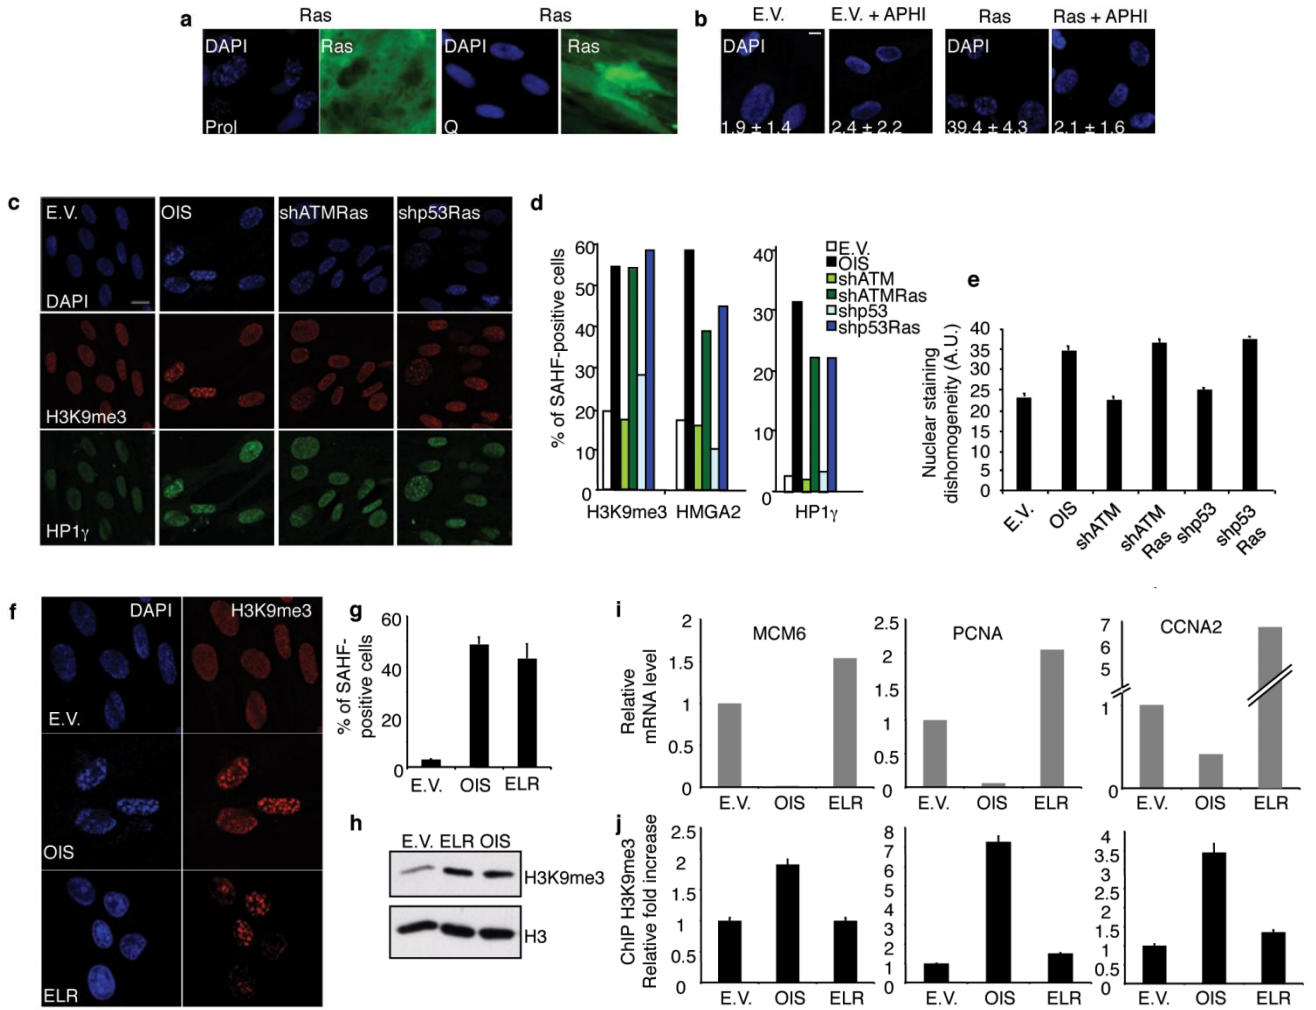 a
Ras
Ras
DAPI
Ras
DAPI
Ras
Prol
Q
b
E.V.
E.V. + APHI
Ras
Ras + APHI
DAPI
DAPI
1.9 ± 1.4
2.4 ± 2.2
39.4 ± 4.3
2.1 ± 1.6
c
E.V.
OIS
shATMRas
shp53Ras
DAPI
H3K9me3
HP1γ
d
% of SAHF-positive cells
60
50
40
30
20
10
0
H3K9me3 HMGA2
40
30
20
10
0
HP1γ
E.V.
OIS
shATM
shATMRas
shp53
shp53Ras
e
Nuclear staining
dishomogeneity (A.U.)
40
35
30
25
20
15
10
5
0
E.V.
OIS
shATM
shATM
Ras
shp53
shp53
Ras
f
DAPI
H3K9me3
E.V.
OIS
ELR
g
% of SAHF-
positive cells
60
40
20
0
E.V.
OIS
ELR
h
E.V. ELR OIS
H3K9me3
H3
i
Relative
mRNA level
MCM6
2
1.5
1
0.5
0
E.V.
OIS
ELR
PCNA
2.5
2
1.5
1
0.5
0
E.V.
OIS
ELR
CCNA2
7
6
5
1
0
E.V.
OIS
ELR
j
ChIP H3K9me3
Relative fold increase
2.5
2
1.5
1
0.5
0
E.V.
OIS
ELR
8
7
6
5
4
3
2
1
0
E.V.
OIS
ELR
4
3.5
3
2.5
2
1.5
1
0.5
0
E.V.
OIS
ELR